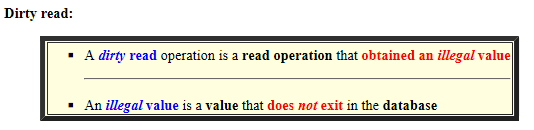 Dirty read:
A dirty read operation is a read operation that obtained an illegal value
An illegal value is a value that does not exit in the database